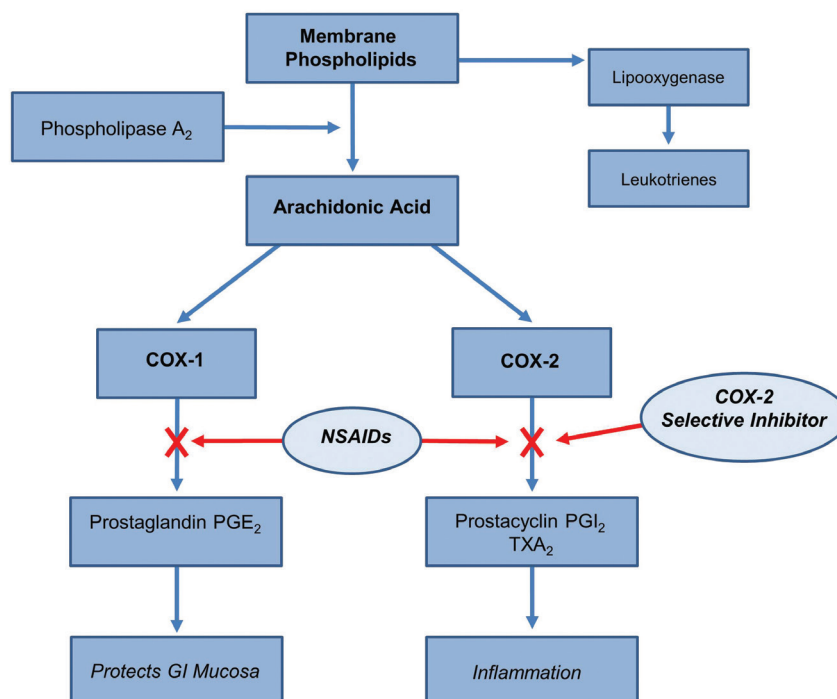 Membrane
Phospholipids
Lipooxygenase
Phospholipase A₂
Leukotrienes
Arachidonic Acid
COX-1
COX-2
COX-2
Selective Inhibitor
NSAIDs
Prostaglandin PGE₂
Prostacyclin PGI₂
TXA₂
Protects GI Mucosa
Inflammation